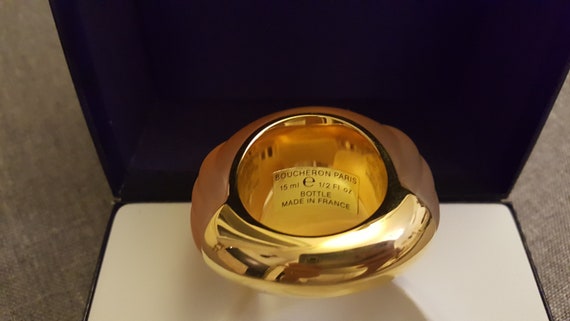 BOUCHERON PARIS
15 ml ℮ 1/2 Fl oz
BOTTLE
MADE IN FRANCE